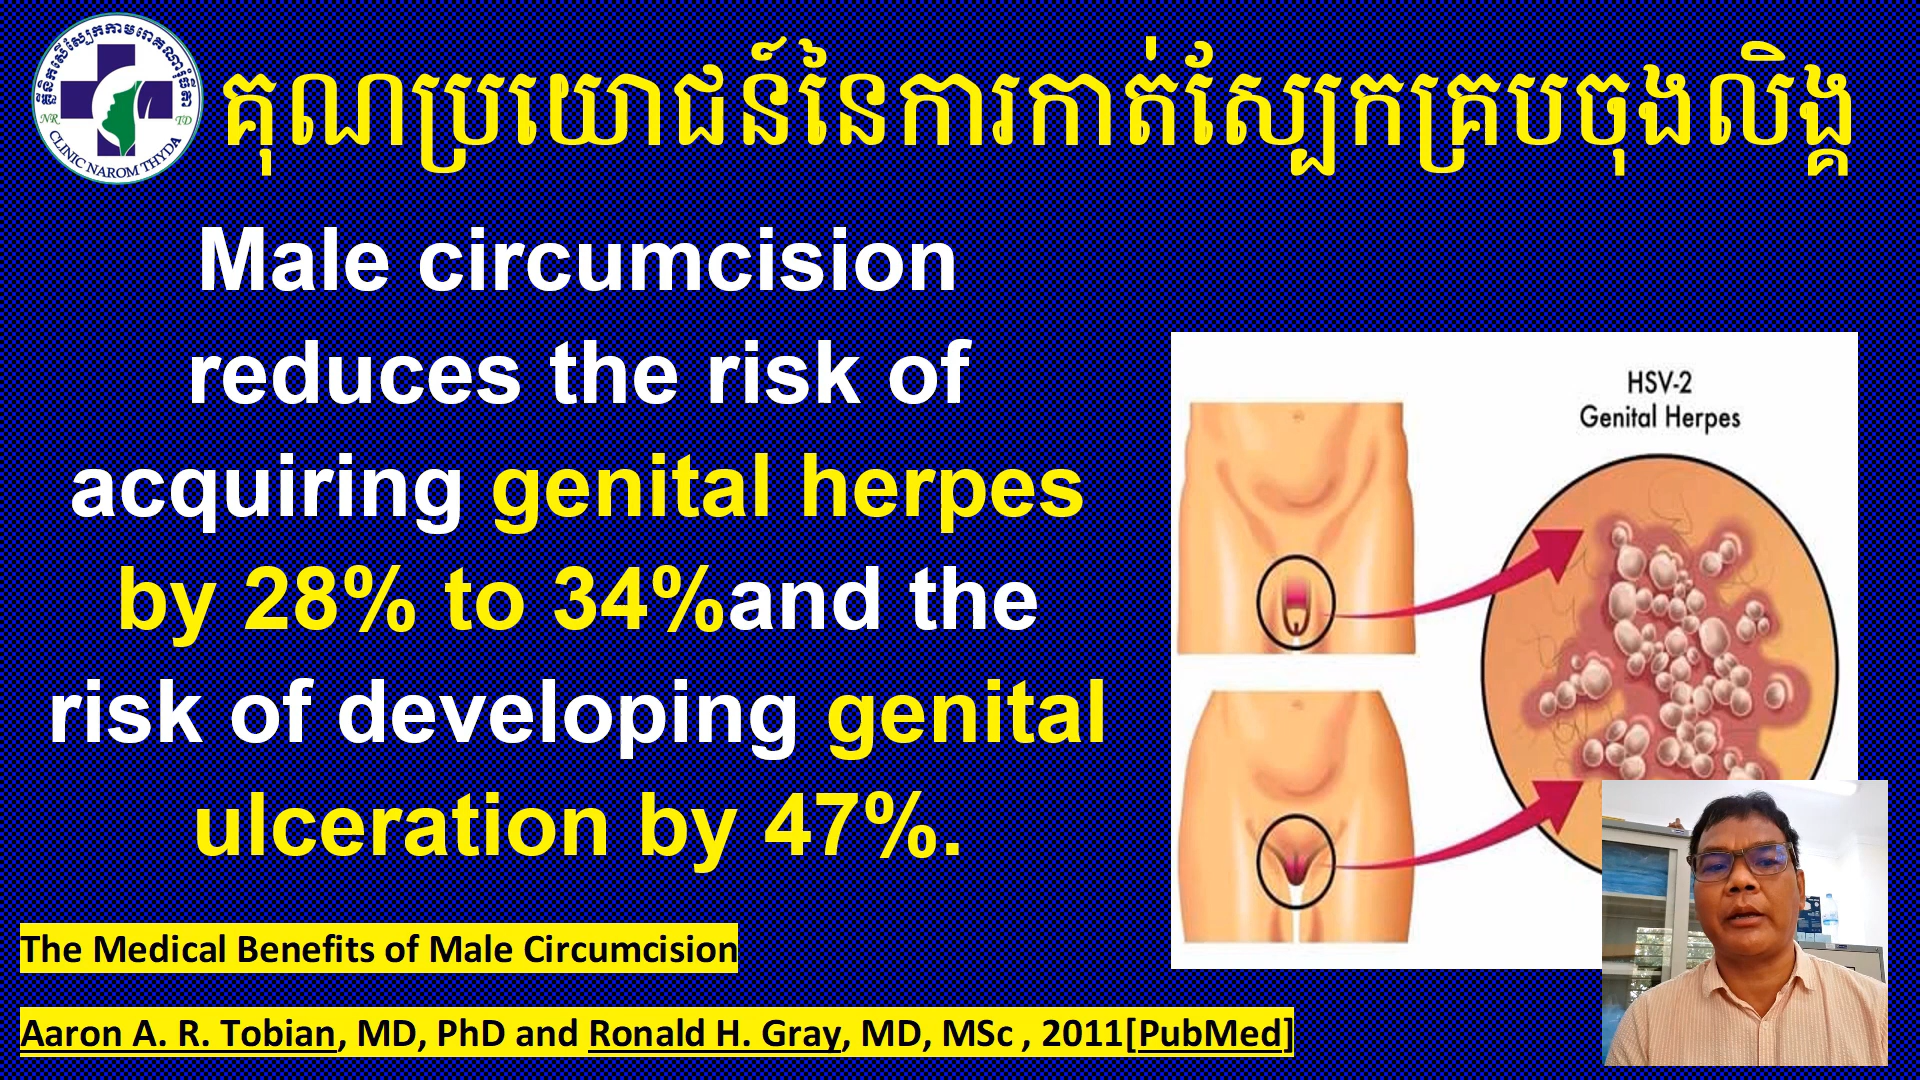 គុណប្រយោជន៍នៃការកាត់ស្បែកគ្របចុងលិង្គ
NR TD
CLINIC NAROM THYDA
Male circumcision
reduces the risk of
acquiring genital herpes
by 28% to 34%and the
risk of developing genital
ulceration by 47%.
HSV-2
Genital Herpes
The Medical Benefits of Male Circumcision
Aaron A. R. Tobian, MD, PhD and Ronald H. Gray, MD, MSc , 2011[PubMed]